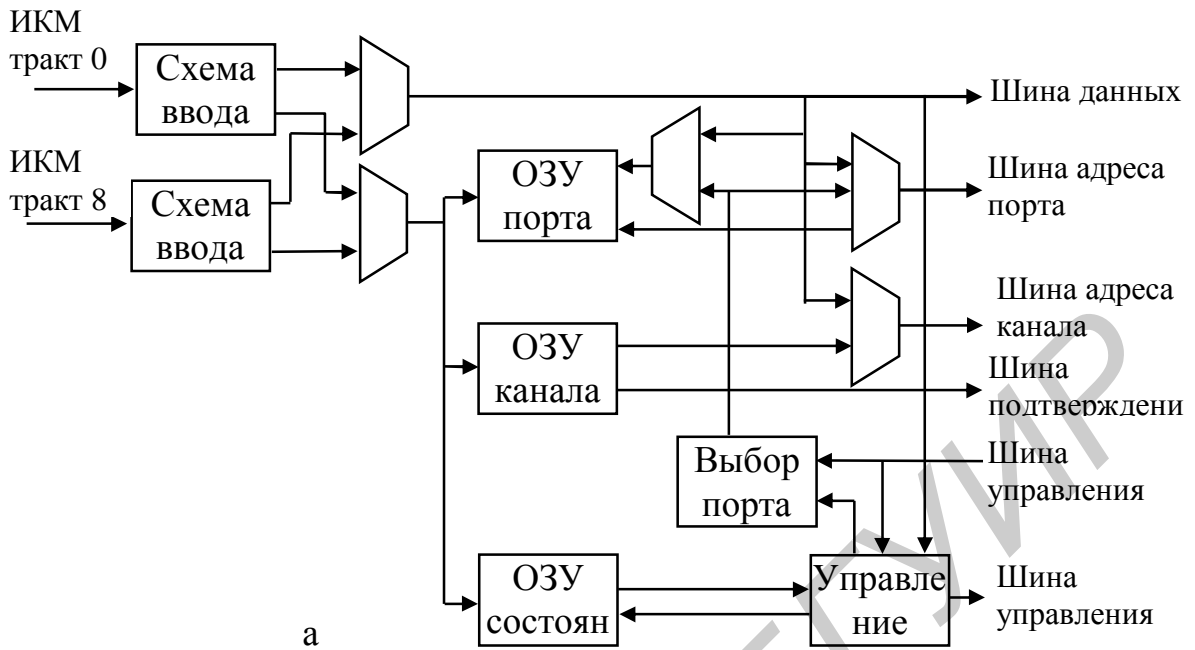 ИКМ
тракт 0
Схема
ввода
ИКМ
тракт 8
Схема
ввода
ОЗУ
порта
ОЗУ
канала
Выбор
порта
ОЗУ
состоян
Управле
ние
Шина данных
Шина адреса
порта
Шина адреса
канала
Шина
подтверждени
Шина
управления
Шина
управления
а
БГУИР